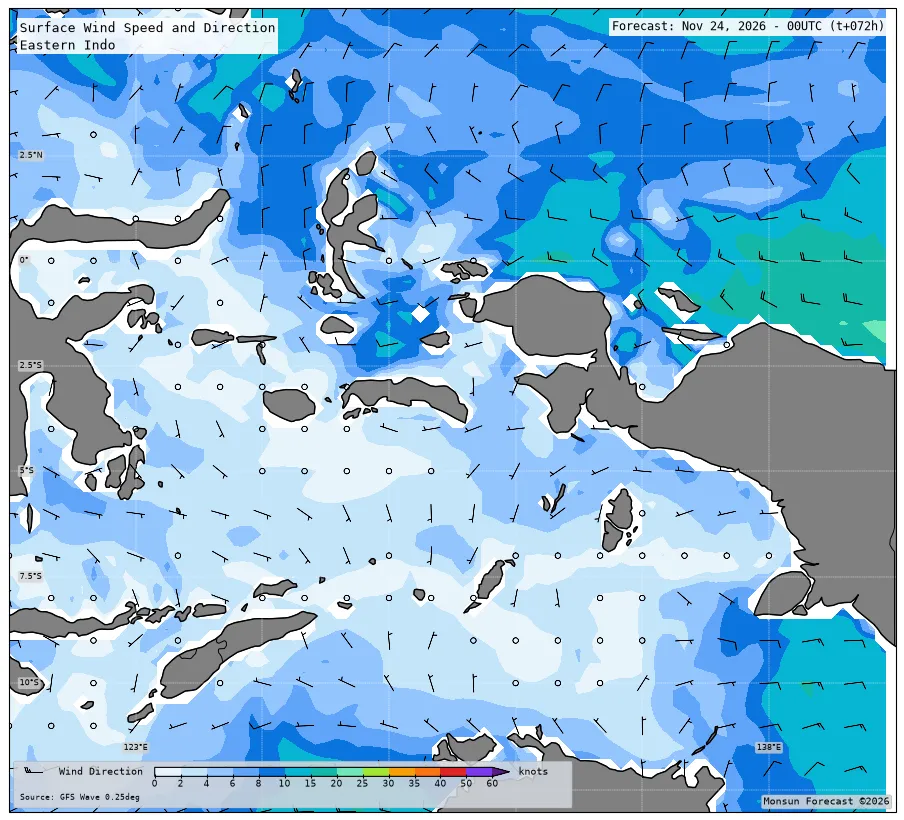 Surface Wind Speed and Direction
Eastern Indo
Forecast: Nov 24, 2026 - 00UTC (t+072h)
2.5°N
0°
2.5°S
5°S
7.5°S
10°S
123°E
138°E
Wind Direction
0 2 4 6 8 10 15 20 25 30 35 40 50 60
knots
Source: GFS Wave 0.25deg
Monsun Forecast ©2026